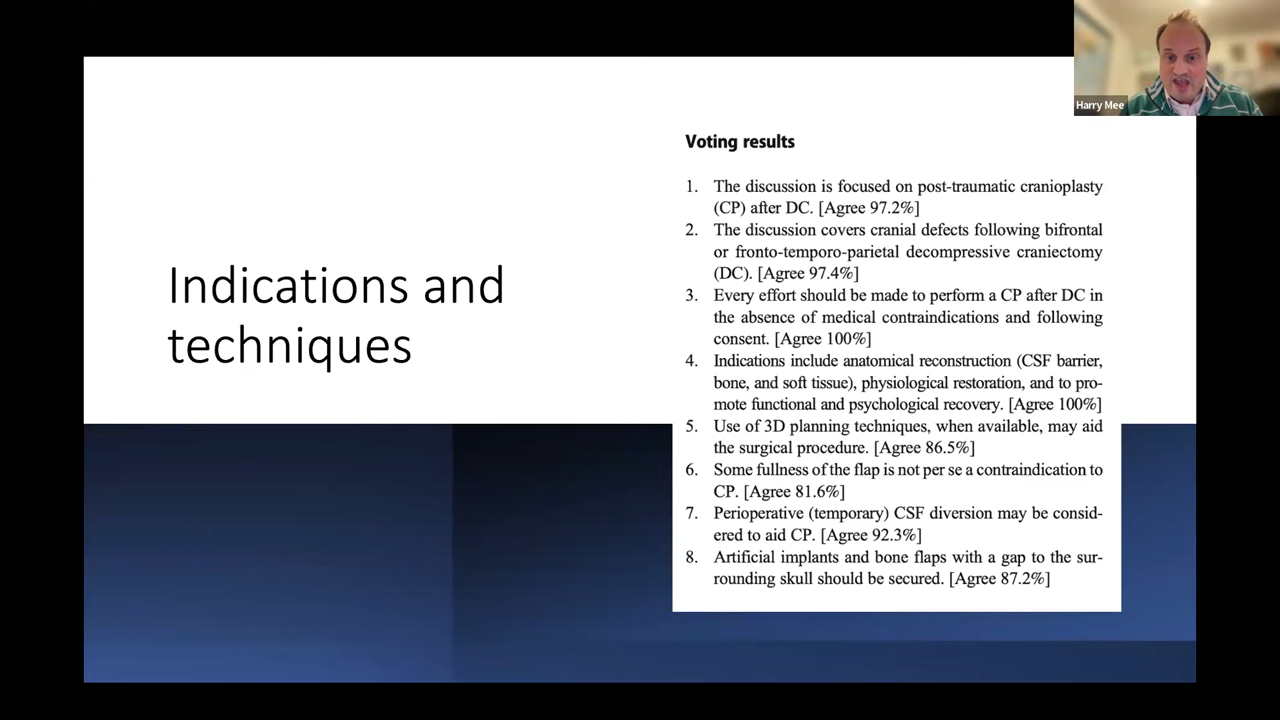 Harry Mee
Indications and
techniques
Voting results
1. The discussion is focused on post-traumatic cranioplasty
(CP) after DC. [Agree 97.2%]
2. The discussion covers cranial defects following bifrontal
or fronto-temporo-parietal decompressive craniectomy
(DC). [Agree 97.4%]
3. Every effort should be made to perform a CP after DC in
the absence of medical contraindications and following
consent. [Agree 100%]
4. Indications include anatomical reconstruction (CSF barrier,
bone, and soft tissue), physiological restoration, and to pro-
mote functional and psychological recovery. [Agree 100%]
5. Use of 3D planning techniques, when available, may aid
the surgical procedure. [Agree 86.5%]
6. Some fullness of the flap is not per se a contraindication to
CP. [Agree 81.6%]
7. Perioperative (temporary) CSF diversion may be consid-
ered to aid CP. [Agree 92.3%]
8. Artificial implants and bone flaps with a gap to the sur-
rounding skull should be secured. [Agree 87.2%]